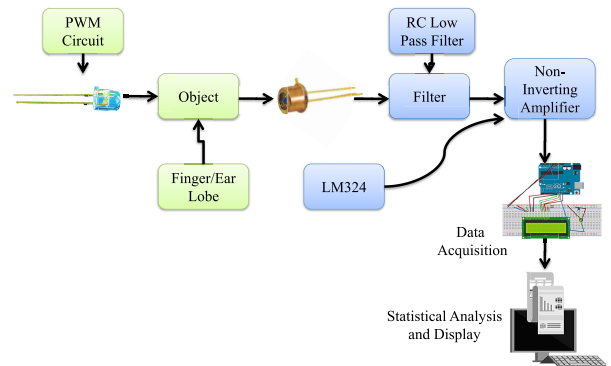 PWM
Circuit
RC Low
Pass Filter
Object
Filter
Non-
Inverting
Amplifier
Finger/Ear
Lobe
LM324
Data
Acquisition
Statistical Analysis
and Display